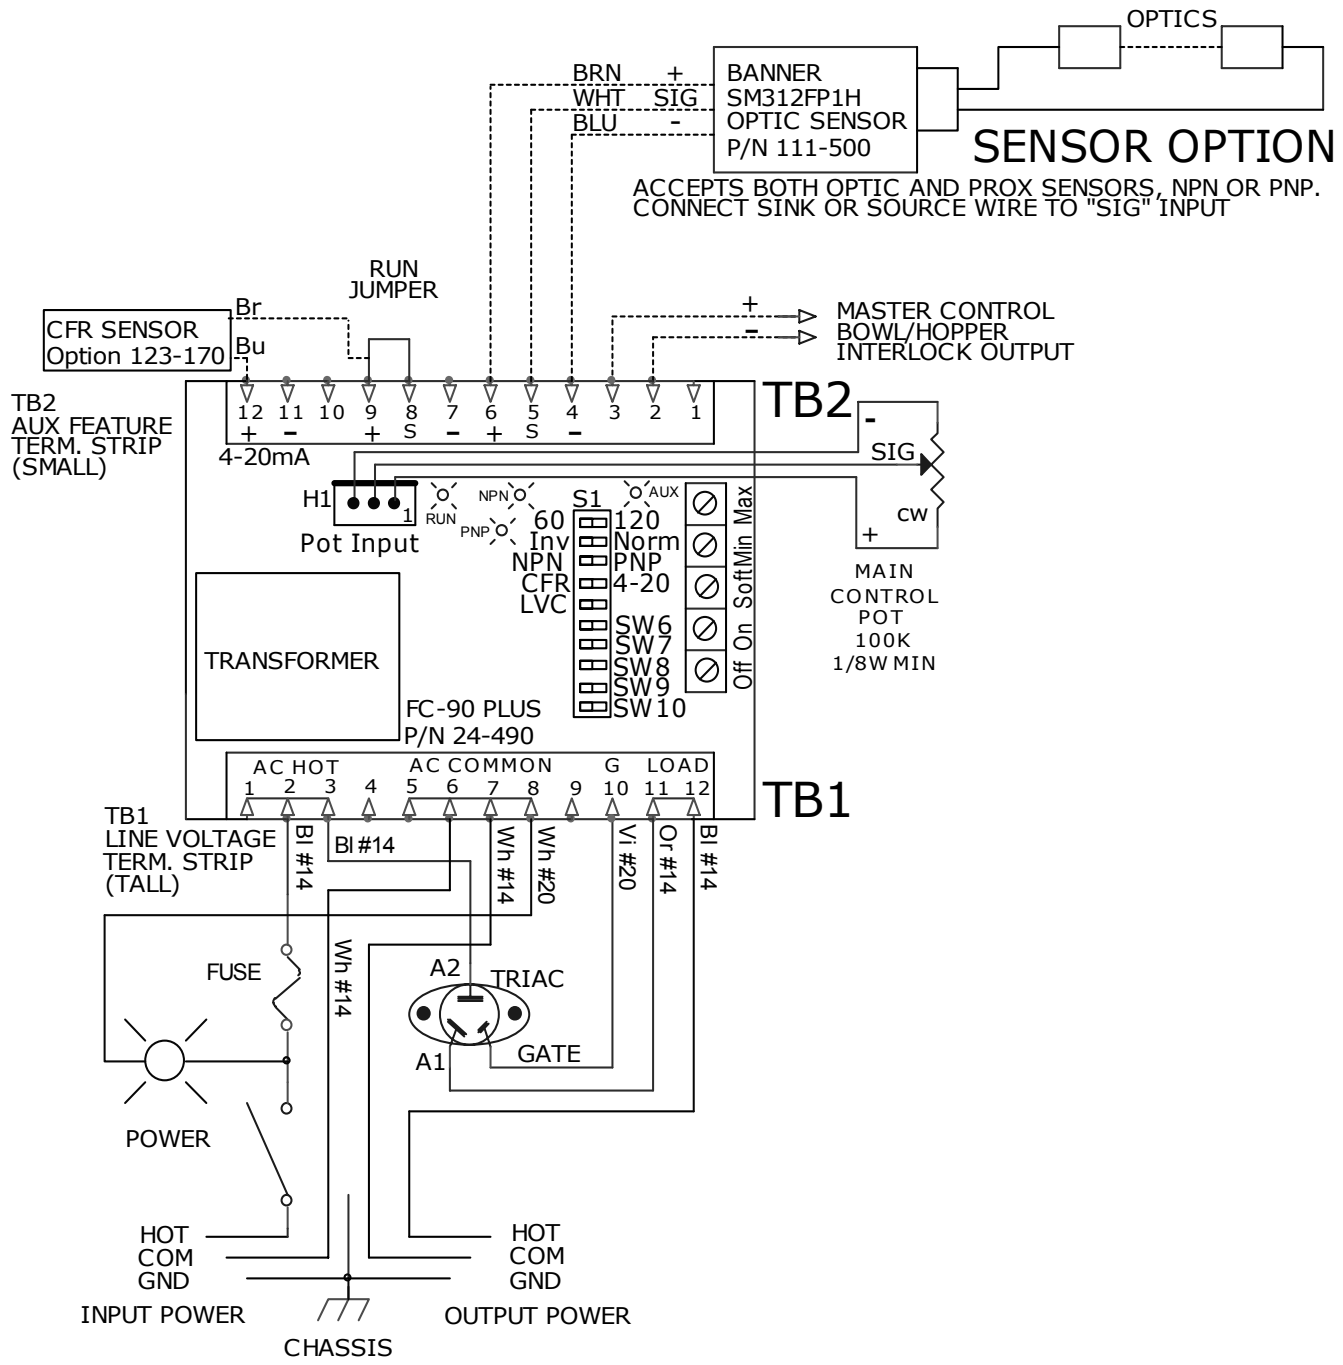 OPTICS
BRN +
WHT SIG
BLU -
BANNER
SM312FP1H
OPTIC SENSOR
P/N 111-500
SENSOR OPTION
ACCEPTS BOTH OPTIC AND PROX SENSORS, NPN OR PNP.
CONNECT SINK OR SOURCE WIRE TO "SIG" INPUT
RUN
JUMPER
Br
CFR SENSOR
Option 123-170
Bu
+
-
MASTER CONTROL
BOWL/HOPPER
INTERLOCK OUTPUT
TB2
AUX FEATURE
TERM. STRIP
(SMALL)
12 11 10 9 8 7 6 5 4 3 2 1
+ - + S - + S -
4-20mA
TB2
-
SIG
cw
+
MAIN
CONTROL
POT
100K
1/8W MIN
H1
1
Pot Input
RUN
NPN
PNP
AUX
S1
60 120
Inv Norm
NPN PNP
CFR 4-20
LVC
SW6
SW7
SW8
SW9
SW10
Off On Soft Min Max
TRANSFORMER
FC-90 PLUS
P/N 24-490
AC HOT AC COMMON G LOAD
1 2 3 4 5 6 7 8 9 10 11 12
TB1
TB1
LINE VOLTAGE
TERM. STRIP
(TALL)
Bl #14
Bl #14
Wh #14
Wh #20
Vi #20
Or #14
Bl #14
Wh #14
FUSE
A2
TRIAC
A1
GATE
POWER
HOT
COM
GND
INPUT POWER
HOT
COM
GND
OUTPUT POWER
CHASSIS